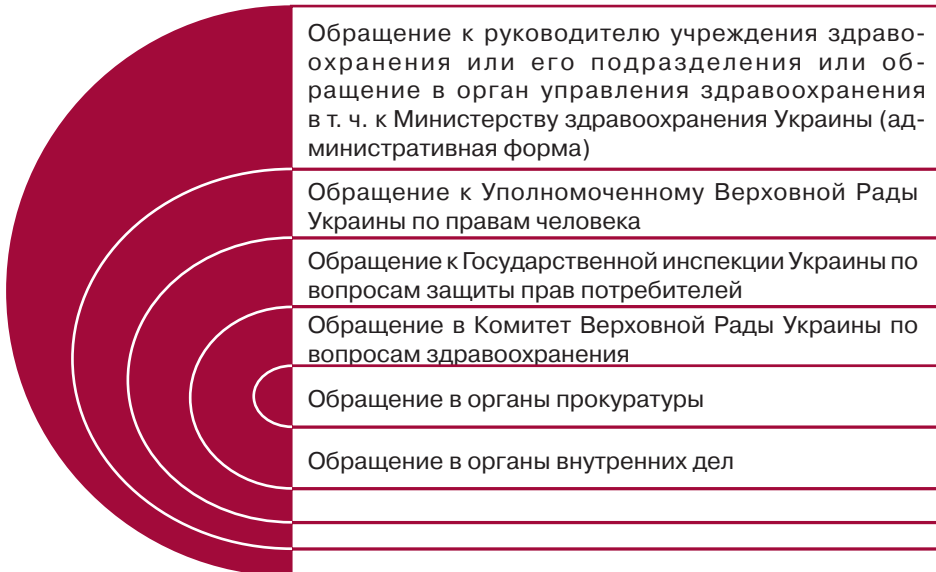 Обращение к руководителю учреждения здраво-
охранения или его подразделения или об-
ращение в орган управления здравоохранения
в т. ч. к Министерству здравоохранения Украины (ад-
министративная форма)
Обращение к Уполномоченному Верховной Рады
Украины по правам человека
Обращение к Государственной инспекции Украины по
вопросам защиты прав потребителей
Обращение в Комитет Верховной Рады Украины по
вопросам здравоохранения
Обращение в органы прокуратуры
Обращение в органы внутренних дел